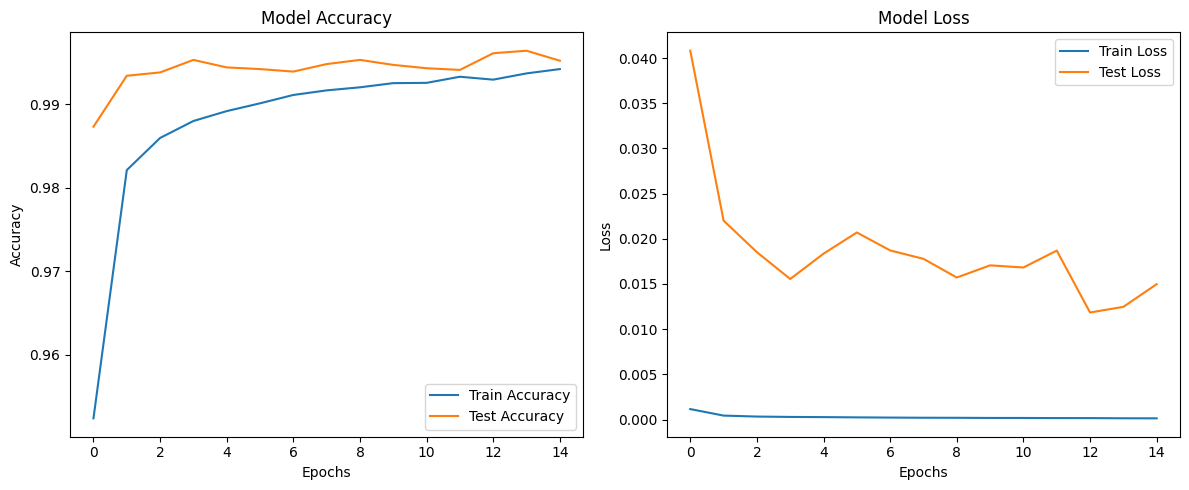 Model Accuracy
Accuracy
0.99
0.98
0.97
0.96
Train Accuracy
Test Accuracy
0 2 4 6 8 10 12 14
Epochs
Model Loss
Loss
0.040
0.035
0.030
0.025
0.020
0.015
0.010
0.005
0.000
Train Loss
Test Loss
0 2 4 6 8 10 12 14
Epochs